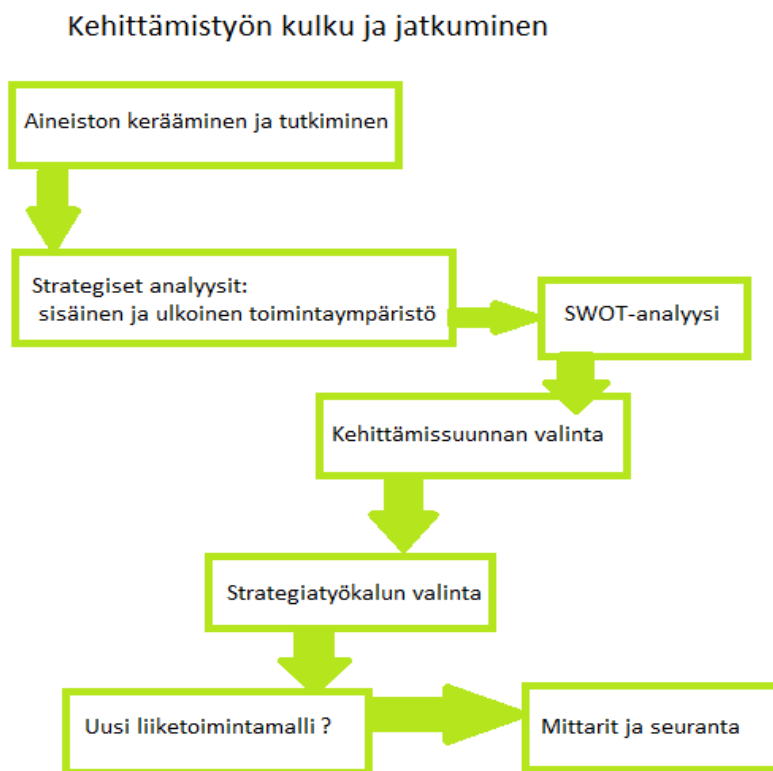 Kehittämistyön kulku ja jatkuminen
Aineiston kerääminen ja tutkiminen
Strategiset analyysit:
sisäinen ja ulkoinen toimintaympäristö
SWOT-analyysi
Kehittämissuunnan valinta
Strategiatyökalun valinta
Uusi liiketoimintamalli ?
Mittarit ja seuranta